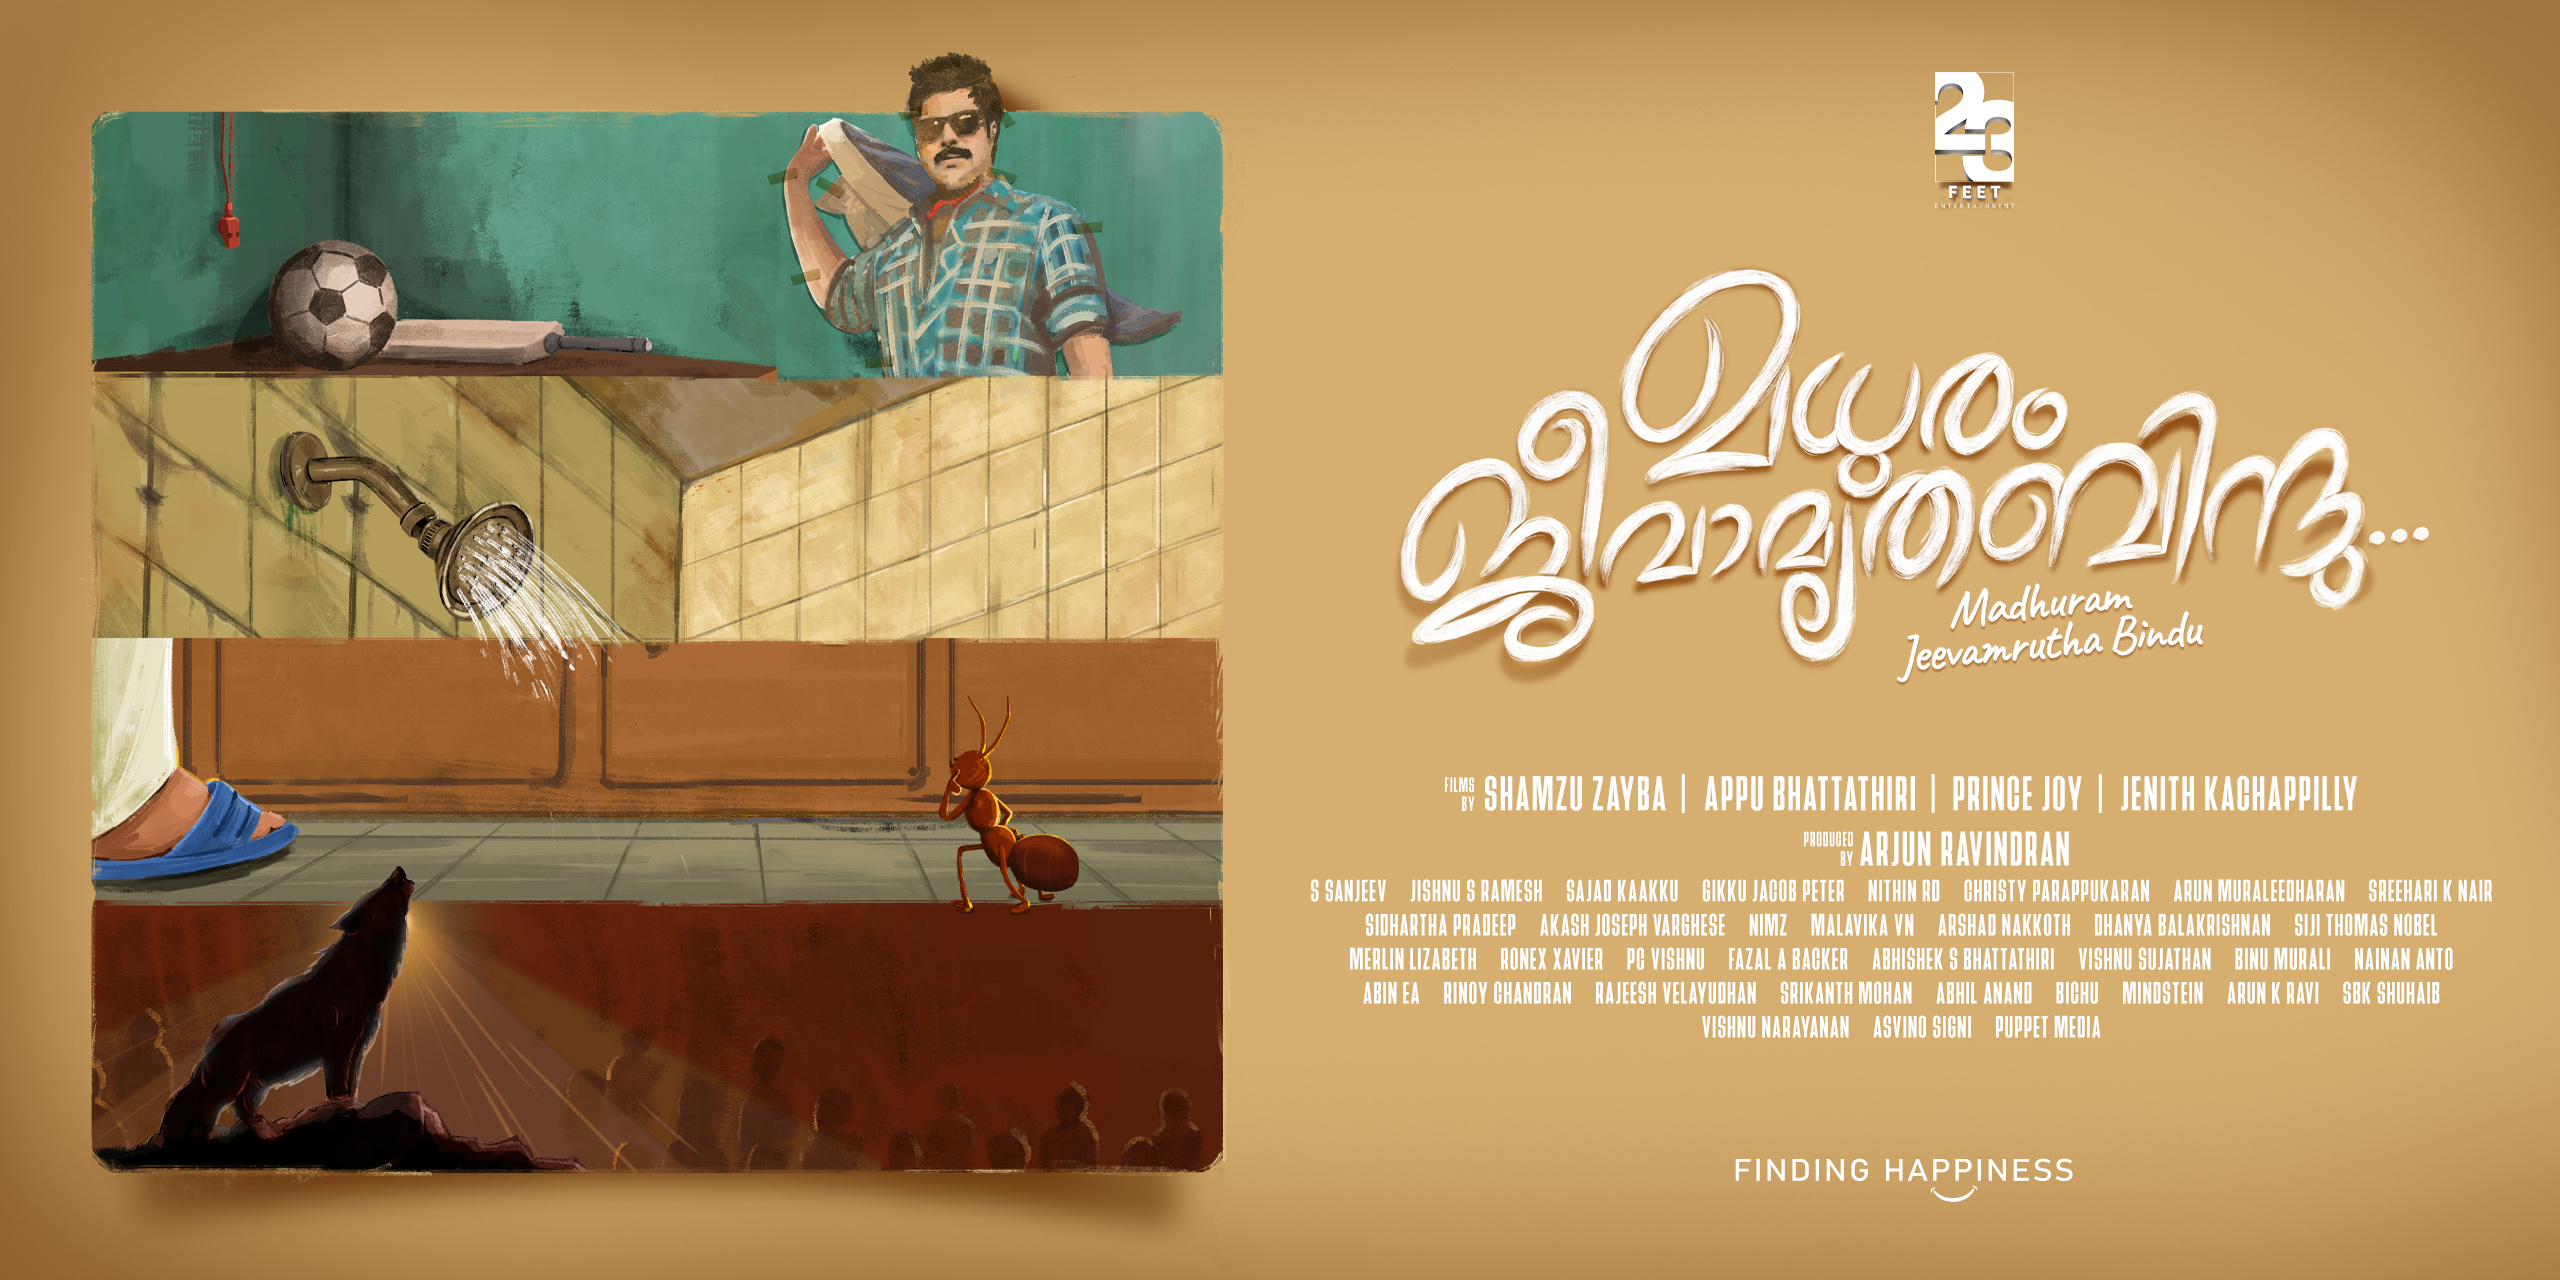 23
FEET
ENTERTAINMENT
മധുരം
ജീവാമൃതബിന്ദു...
Madhuram
Jeevamrutha Bindu
FILMS BY SHAMZU ZAYBA | APPU BHATTATHIRI | PRINCE JOY | JENITH KACHAPPILLY
PRODUCED BY ARJUN RAVINDRAN
S SANJEEV JISHNU S RAMESH SAJAD KAAKKU GIKKU JACOB PETER NITHIN RD CHRISTY PARAPPUKARAN ARUN MURALEEDHARAN SREEHARI K NAIR
SIDHARTHA PRADEEP AKASH JOSEPH VARGHESE NIMZ MALAVIKA VN ARSHAD NAKKOTH DHANYA BALAKRISHNAN SIJI THOMAS NOBEL
MERLIN LIZABETH RONEX XAVIER PC VISHNU FAZAL A BACKER ABHISHEK S BHATTATHIRI VISHNU SUJATHAN BINU MURALI NAINAN ANTO
ABIN EA RINOY CHANDRAN RAJEESH VELAYUDHAN SRIKANTH MOHAN ABHIL ANAND BICHU MINDSTEIN ARUN K RAVI SBK SHUHAIB
VISHNU NARAYANAN ASVINO SIGNI PUPPET MEDIA
FINDING HAPPINESS